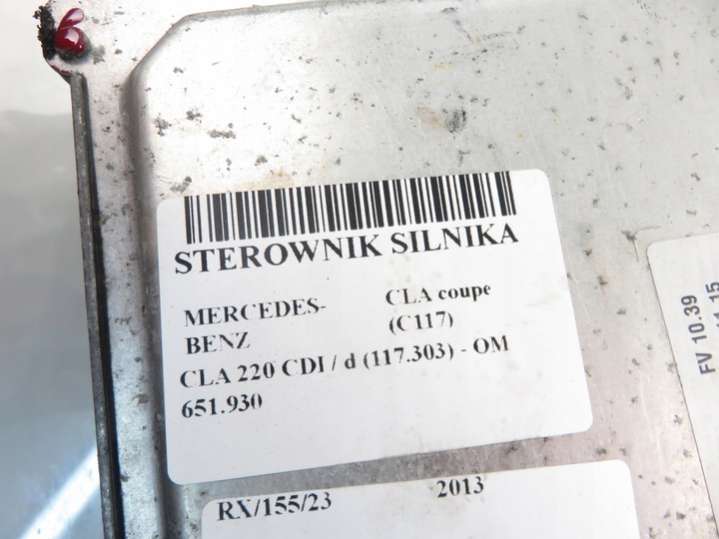 STEROWNIK SILNIKA
MERCEDES-BENZ
CLA coupe (C117)
CLA 220 CDI / d (117.303) - OM
651.930
RX/155/23 2013
FV 10.39
15